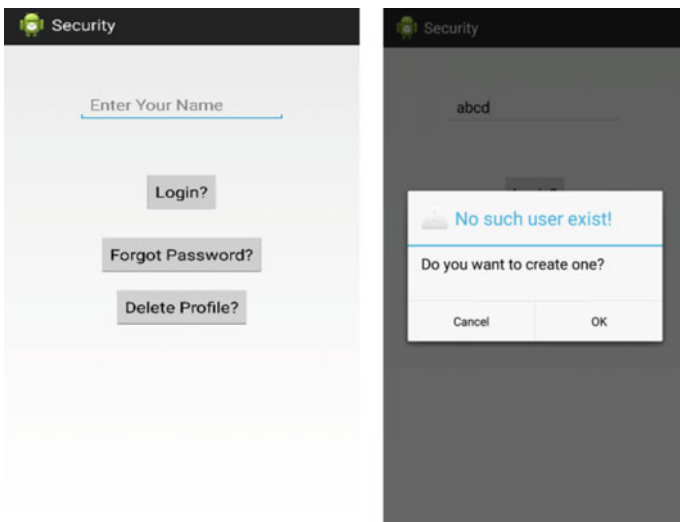 Security
Enter Your Name
Login?
Forgot Password?
Delete Profile?
Security
abcd
No such user exist!
Do you want to create one?
Cancel
OK